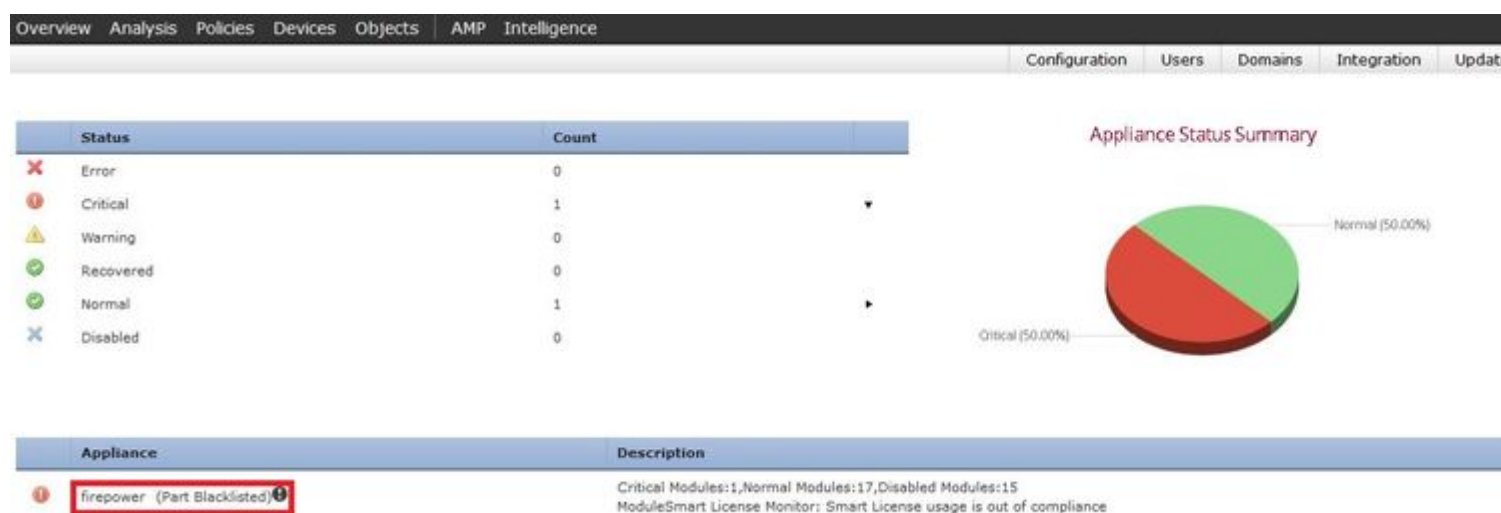 Overview Analysis Policies Devices Objects AMP Intelligence
Configuration Users Domains Integration Updat
Status Count
Error 0
Critical 1
Warning 0
Recovered 0
Normal 1
Disabled 0
Appliance Status Summary
Normal (50.00%)
Critical (50.00%)
Appliance Description
firepower (Part Blacklisted)
Critical Modules:1,Normal Modules:17,Disabled Modules:15
ModuleSmart License Monitor: Smart License usage is out of compliance